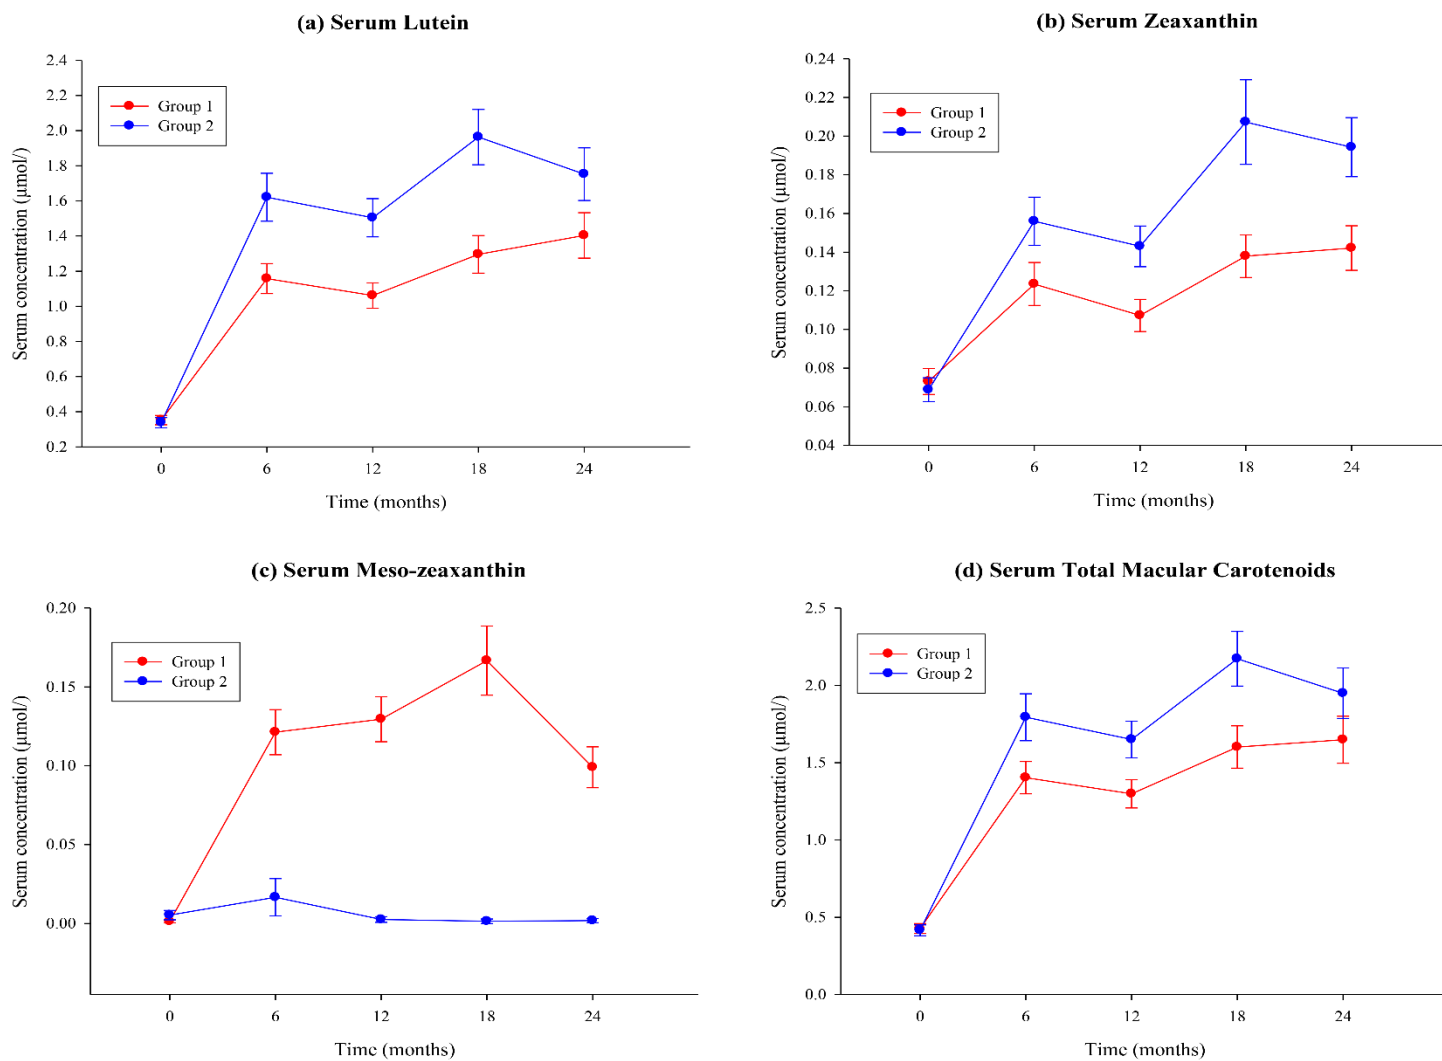 (a) Serum Lutein
2.4
2.2
2.0
1.8
1.6
1.4
1.2
1.0
0.8
0.6
0.4
0.2
Serum concentration (µmol/)
Group 1
Group 2
0 6 12 18 24
Time (months)
(b) Serum Zeaxanthin
0.24
0.22
0.20
0.18
0.16
0.14
0.12
0.10
0.08
0.06
0.04
Serum concentration (µmol/)
Group 1
Group 2
0 6 12 18 24
Time (months)
(c) Serum Meso-zeaxanthin
0.20
0.15
0.10
0.05
0.00
Serum concentration (µmol/)
Group 1
Group 2
0 6 12 18 24
Time (months)
(d) Serum Total Macular Carotenoids
2.5
2.0
1.5
1.0
0.5
0.0
Serum concentration (µmol/)
Group 1
Group 2
0 6 12 18 24
Time (months)